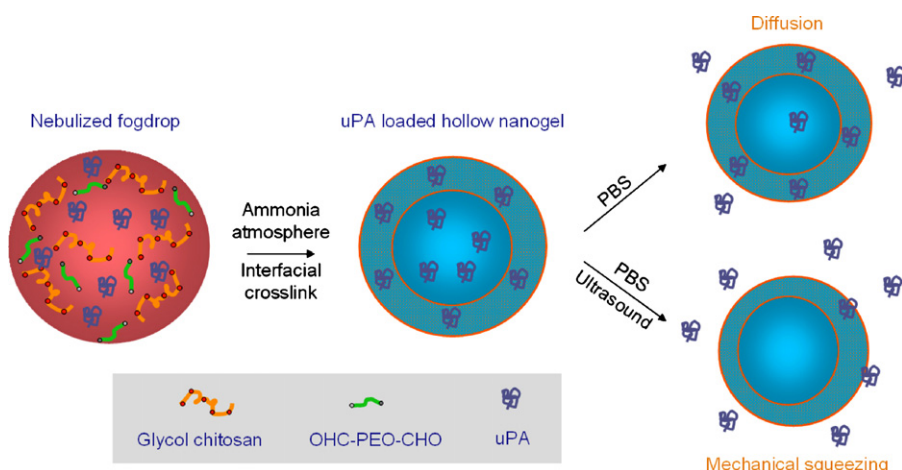 Diffusion
Nebulized fogdrop
uPA loaded hollow nanogel
Ammonia
atmosphere
Interfacial
crosslink
PBS
PBS
Ultrasound
Glycol chitosan
OHC-PEO-CHO
uPA
Mechanical squeezing